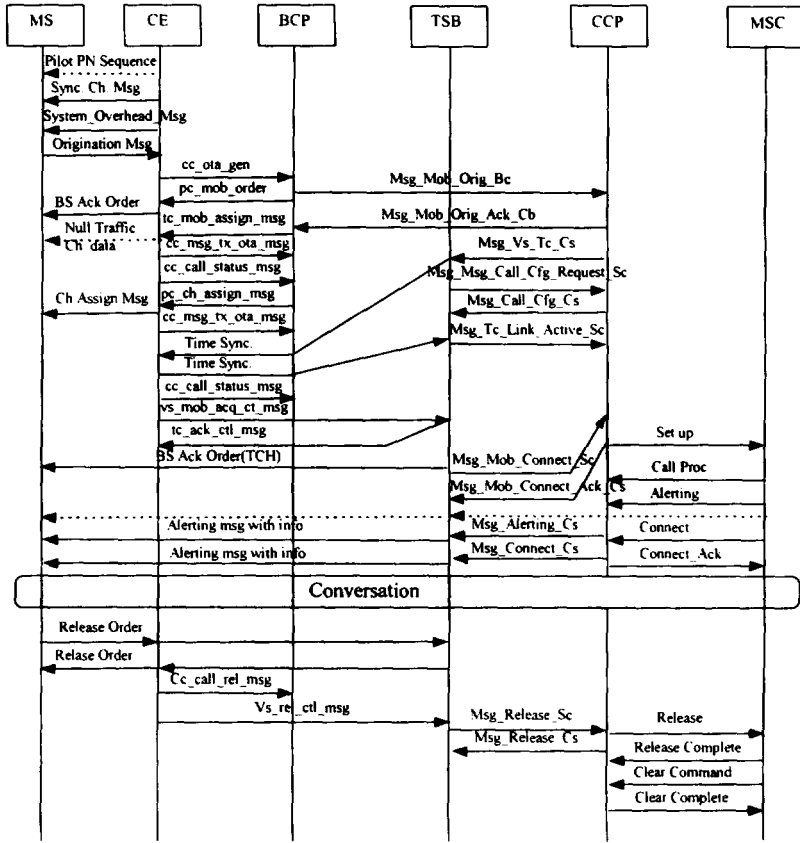 MS CE BCP TSB CCP MSC
Pilot PN Sequence
Sync. Ch. Msg
System_Overhead_Msg
Origination Msg
cc_ota_gen
pc_mob_order
Msg_Mob_Orig_Bc
BS Ack Order
tc_mob_assign_msg
Msg_Mob_Orig_Ack_Cb
Null Traffic
Ch. data
cc_msg_tx_ota_msg
Msg_Vs_Tc_Cs
cc_call_status_msg
Msg_Msg_Call_Cfg_Request_Sc
pc_ch_assign_msg
Ch Assign Msg
Msg_Call_Cfg_Cs
cc_msg_tx_ota_msg
Msg_Tc_Link_Active_Sc
Time Sync.
Time Sync.
cc_call_status_msg
vs_mob_acq_ct_msg
tc_ack_ctl_msg
Set up
BS Ack Order(TCH)
Msg_Mob_Connect_Sc
Call Proc
Msg_Mob_Connect_Ack_Cs
Alerting
Alerting msg with info
Msg_Alerting_Cs
Connect
Alerting msg with info
Msg_Connect_Cs
Connect_Ack
Conversation
Release Order
Relase Order
Cc_call_rel_msg
Vs_rel_ctl_msg
Msg_Release_Sc
Release
Msg_Release_Cs
Release Complete
Clear Command
Clear Complete